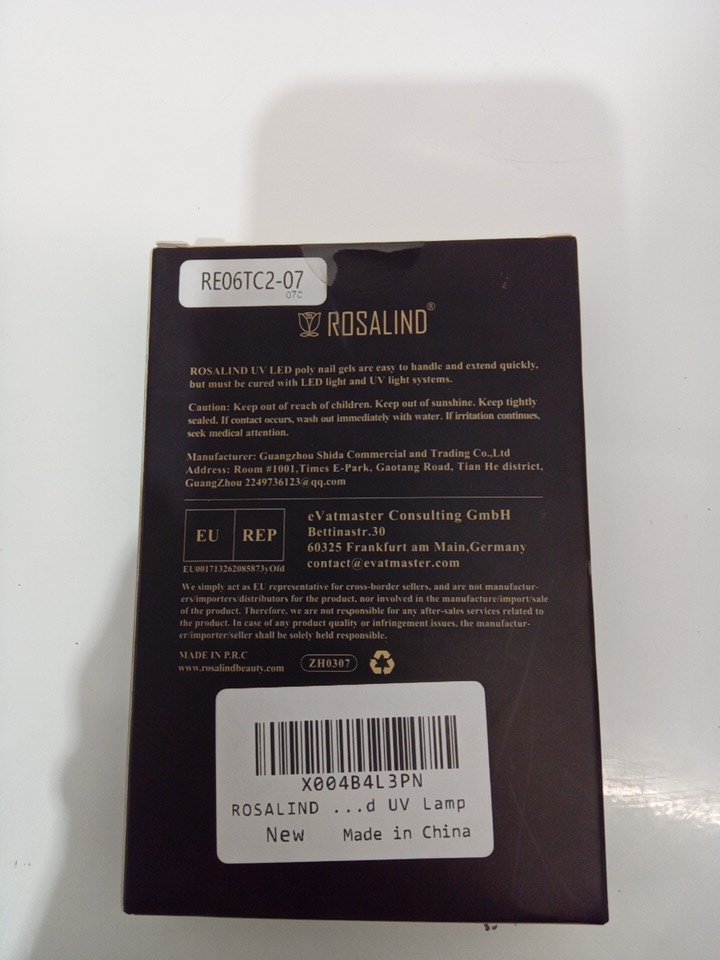 RE06TC2-07
07C
ROSALIND®
ROSALIND UV LED poly nail gels are easy to handle and extend quickly,
but must be cured with LED light and UV light systems.
Caution: Keep out of reach of children. Keep out of sunshine. Keep tightly
sealed. If contact occurs, wash out immediately with water. If irritation continues,
seek medical attention.
Manufacturer: Guangzhou Shida Commercial and Trading Co.,Ltd
Address: Room #1001,Times E-Park, Gaotang Road, Tian He district,
GuangZhou 2249736123@qq.com
EU REP
EU001713262085873yOfd
eVatmaster Consulting GmbH
Bettinastr.30
60325 Frankfurt am Main,Germany
contact@evatmaster.com
We simply act as EU representative for cross-border sellers, and are not manufactur-
ers/importers/distributors for the product, nor involved in the manufacture/import/sale
of the product. Therefore, we are not responsible for any after-sales services related to
the product. In case of any product quality or infringement issues, the manufactur-
er/importer/seller shall be solely held responsible.
MADE IN P.R.C
www.rosalindbeauty.com
ZH0307
X004B4L3PN
ROSALIND ...d UV Lamp
New Made in China